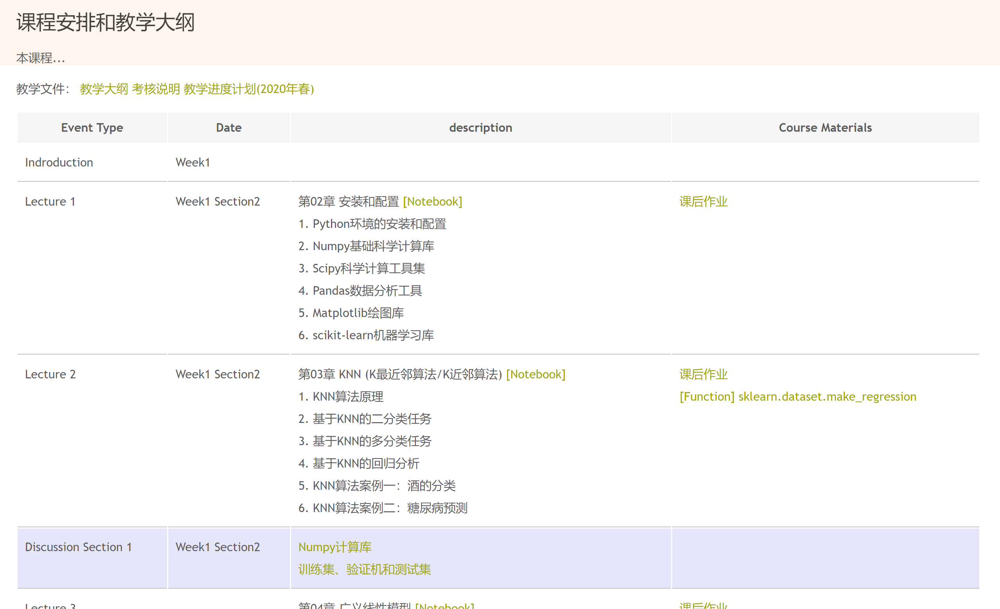 课程安排和教学大纲
本课程...
教学文件： 教学大纲 考核说明 教学进度计划(2020年春)
Event Type Date description Course Materials
Indroduction Week1
Lecture 1 Week1 Section2 第02章 安装和配置 [Notebook] 课后作业
1. Python环境的安装和配置
2. Numpy基础科学计算库
3. Scipy科学计算工具集
4. Pandas数据分析工具
5. Matplotlib绘图库
6. scikit-learn机器学习库
Lecture 2 Week1 Section2 第03章 KNN (K最近邻算法/K近邻算法) [Notebook] 课后作业
1. KNN算法原理 [Function] sklearn.dataset.make_regression
2. 基于KNN的二分类任务
3. 基于KNN的多分类任务
4. 基于KNN的回归分析
5. KNN算法案例一：酒的分类
6. KNN算法案例二：糖尿病预测
Discussion Section 1 Week1 Section2 Numpy计算库
训练集、验证机和测试集
Lecture 3 第04章 广义线性模型 [Notebook] 课后作业